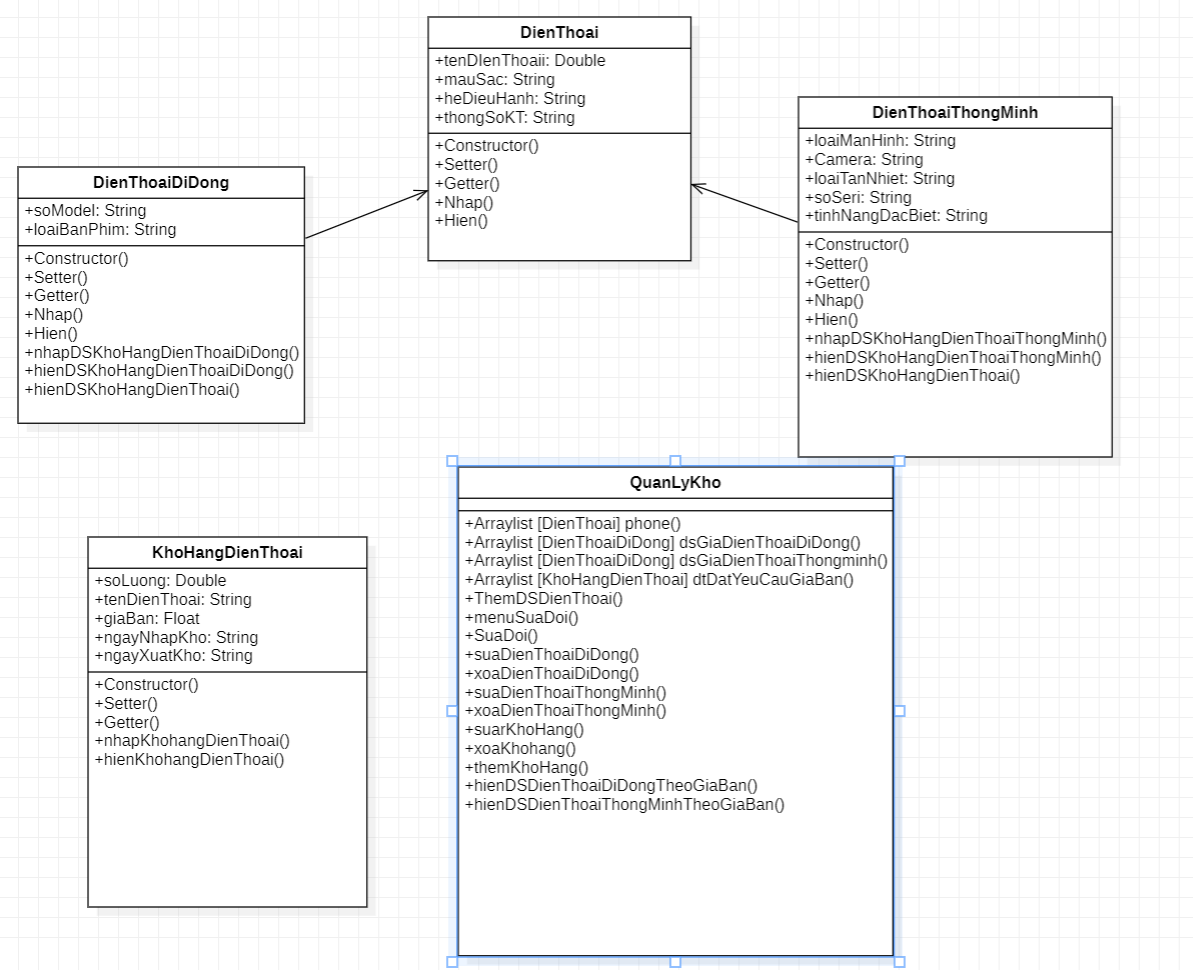 DienThoai
+tenDIenThoaii: Double
+mauSac: String
+heDieuHanh: String
+thongSoKT: String
+Constructor()
+Setter()
+Getter()
+Nhap()
+Hien()
DienThoaiThongMinh
+loaiManHinh: String
+Camera: String
+loaiTanNhiet: String
+soSeri: String
+tinhNangDacBiet: String
+Constructor()
+Setter()
+Getter()
+Nhap()
+Hien()
+nhapDSKhoHangDienThoaiThongMinh()
+hienDSKhoHangDienThoaiThongMinh()
+hienDSKhoHangDienThoai()
DienThoaiDiDong
+soModel: String
+loaiBanPhim: String
+Constructor()
+Setter()
+Getter()
+Nhap()
+Hien()
+nhapDSKhoHangDienThoaiDiDong()
+hienDSKhoHangDienThoaiDiDong()
+hienDSKhoHangDienThoai()
QuanLyKho
+Arraylist [DienThoai] phone()
+Arraylist [DienThoaiDiDong] dsGiaDienThoaiDiDong()
+Arraylist [DienThoaiDiDong] dsGiaDienThoaiThongminh()
+Arraylist [KhoHangDienThoai] dtDatYeuCauGiaBan()
+ThemDSDienThoai()
+menuSuaDoi()
+SuaDoi()
+suaDienThoaiDiDong()
+xoaDienThoaiDiDong()
+suaDienThoaiThongMinh()
+xoaDienThoaiThongMinh()
+suarKhoHang()
+xoaKhohang()
+themKhoHang()
+hienDSDienThoaiDiDongTheoGiaBan()
+hienDSDienThoaiThongMinhTheoGiaBan()
KhoHangDienThoai
+soLuong: Double
+tenDienThoai: String
+giaBan: Float
+ngayNhapKho: String
+ngayXuatKho: String
+Constructor()
+Setter()
+Getter()
+nhapKhohangDienThoai()
+hienKhohangDienThoai()